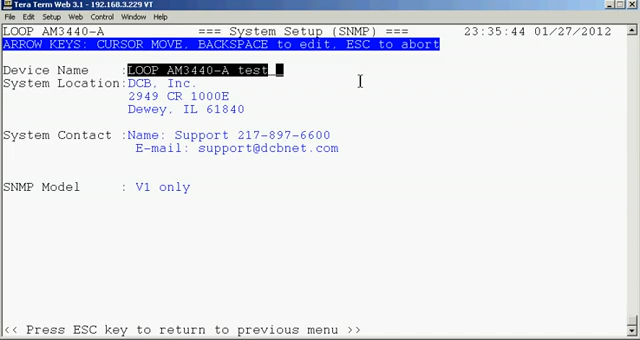 Tera Term Web 3.1 - 192.168.3.229 VT
File Edit Setup Web Control Window Help
LOOP AM3440-A === System Setup (SNMP) === 23:35:44 01/27/2012
ARROW KEYS: CURSOR MOVE, BACKSPACE to edit, ESC to abort
Device Name :LOOP AM3440-A test_
System Location:DCB, Inc.
2949 CR 1000E
Dewey, IL 61840
System Contact :Name: Support 217-897-6600
E-mail: support@dcbnet.com
SNMP Model : V1 only
<< Press ESC key to return to previous menu >>